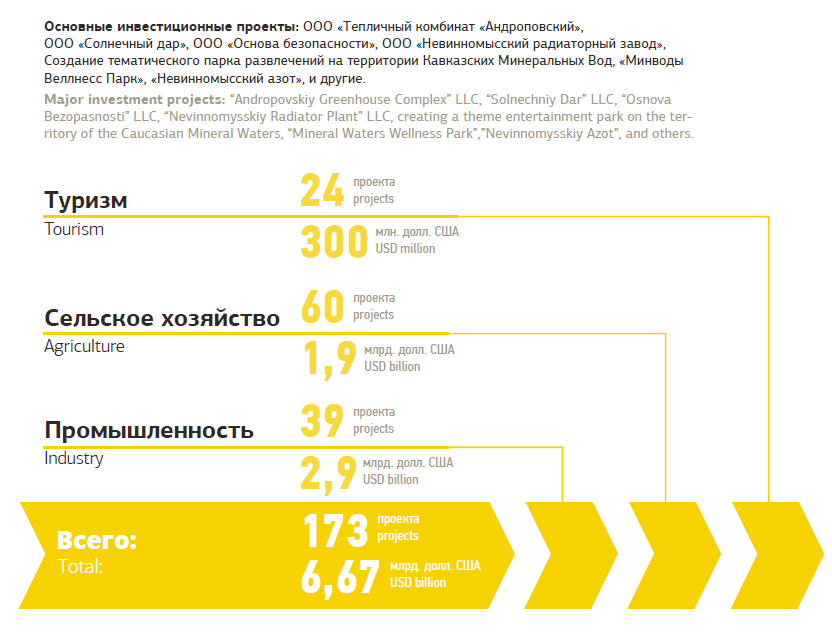 Основные инвестиционные проекты: ООО «Тепличный комбинат «Андроповский»,
ООО «Солнечный дар», ООО «Основа безопасности», ООО «Невинномысский радиаторный завод»,
Создание тематического парка развлечений на территории Кавказских Минеральных Вод, «Минводы
Веллнесс Парк», «Невинномысский азот», и другие.
Major investment projects: “Andropovskiy Greenhouse Complex” LLC, “Solnechniy Dar” LLC, “Osnova
Bezopasnosti” LLC, “Nevinnomysskiy Radiator Plant” LLC, creating a theme entertainment park on the ter-
ritory of the Caucasian Mineral Waters, “Mineral Waters Wellness Park”,”Nevinnomysskiy Azot”, and others.
Туризм
Tourism
24 проекта
projects
300 млн. долл. США
USD million
Сельское хозяйство
Agriculture
60 проекта
projects
1,9 млрд. долл. США
USD billion
Промышленность
Industry
39 проекта
projects
2,9 млрд. долл. США
USD billion
Всего:
Total:
173 проекта
projects
6,67 млрд. долл. США
USD billion